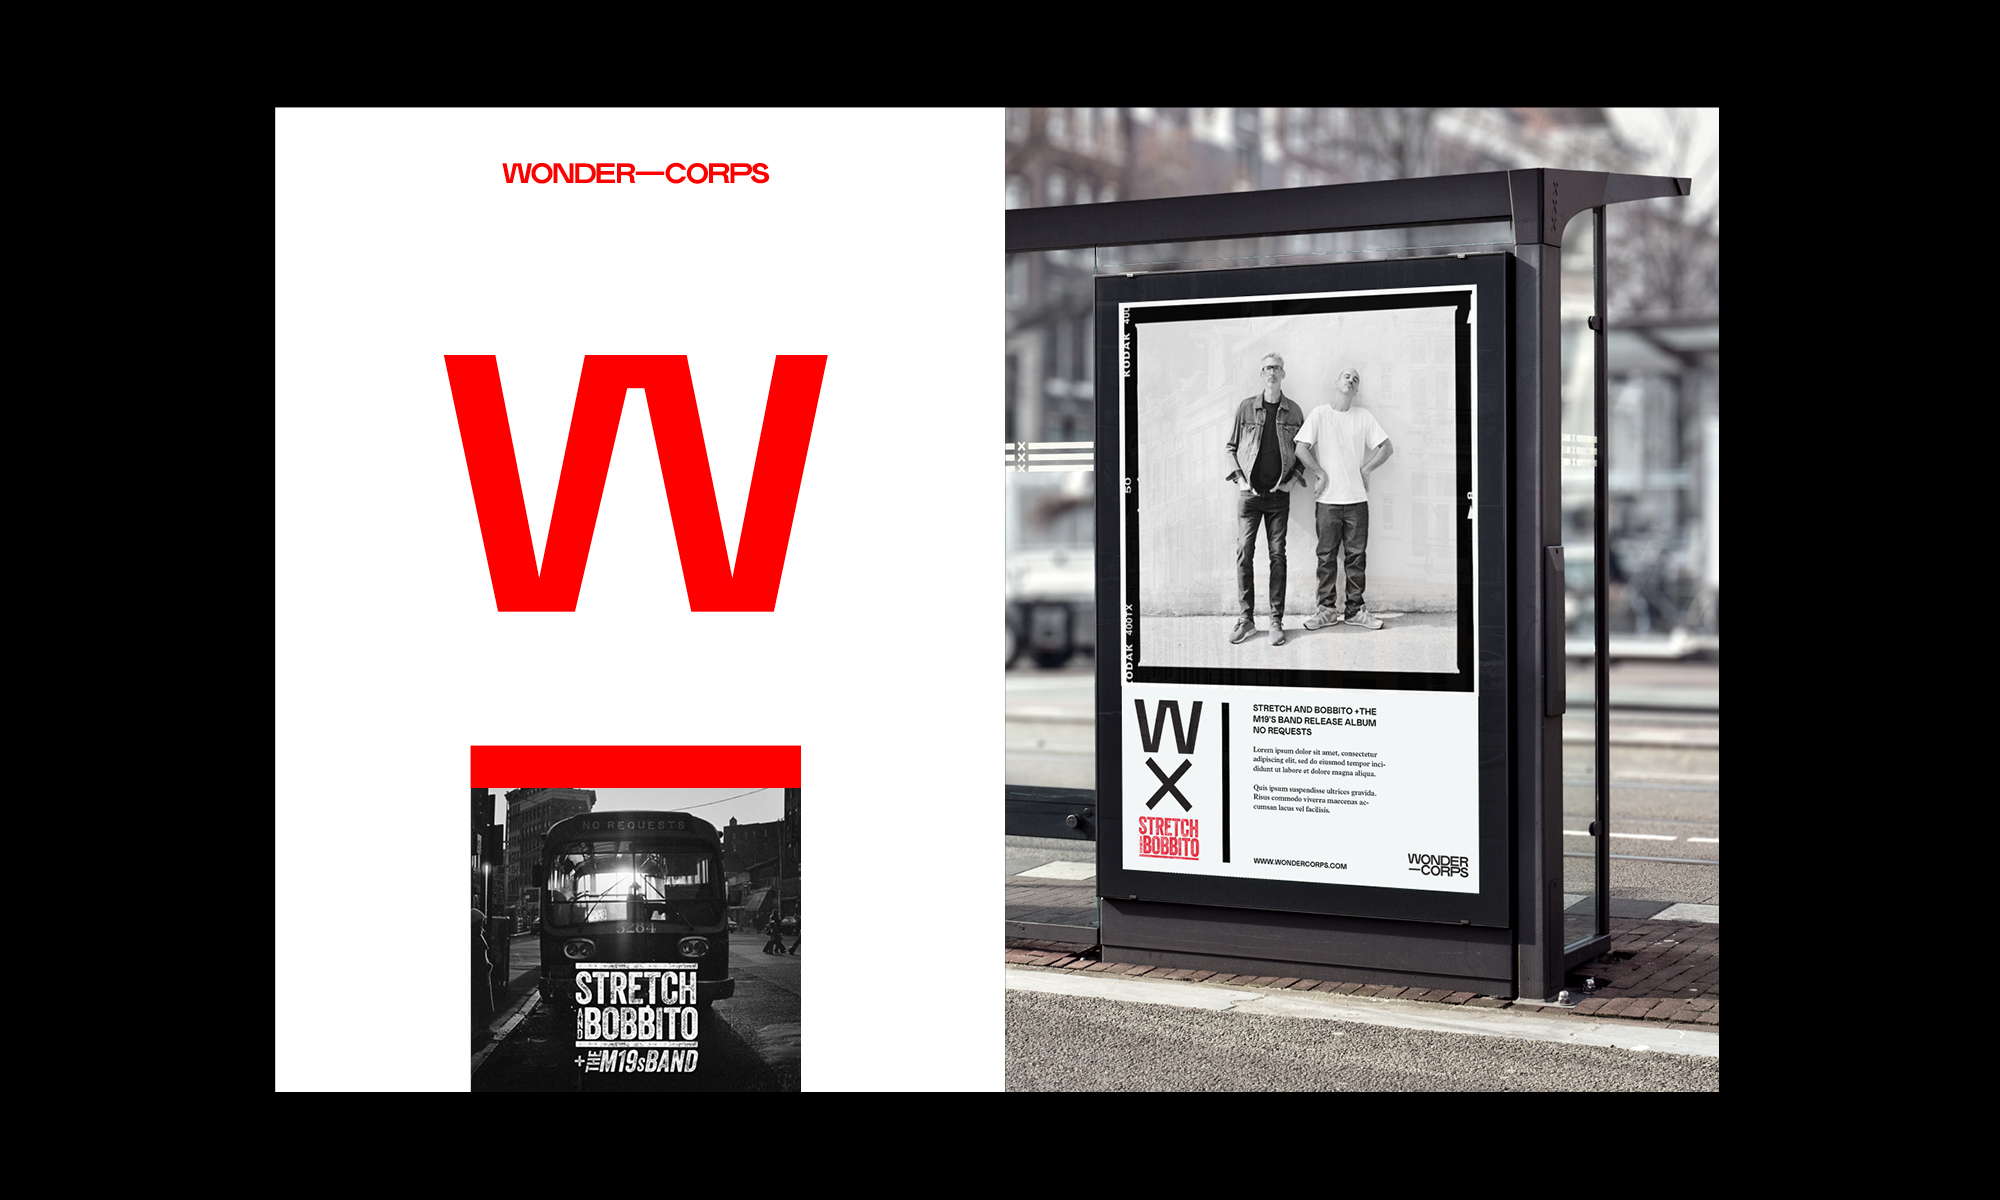 WONDER—CORPS
W
NO REQUESTS
5284
STRETCH
AND BOBBITO
+THE M19sBAND
KODAK 400
50
KODAK 400TX
W
X
STRETCH
AND BOBBITO
STRETCH AND BOBBITO +THE
M19'S BAND RELEASE ALBUM
NO REQUESTS
Lorem ipsum dolor sit amet, consectetur
adipiscing elit, sed do eiusmod tempor inci-
didunt ut labore et dolore magna aliqua.
Quis ipsum suspendisse ultrices gravida.
Risus commodo viverra maecenas ac-
cumsan lacus vel facilisis.
WWW.WONDERCORPS.COM
WONDER
—CORPS
XXX